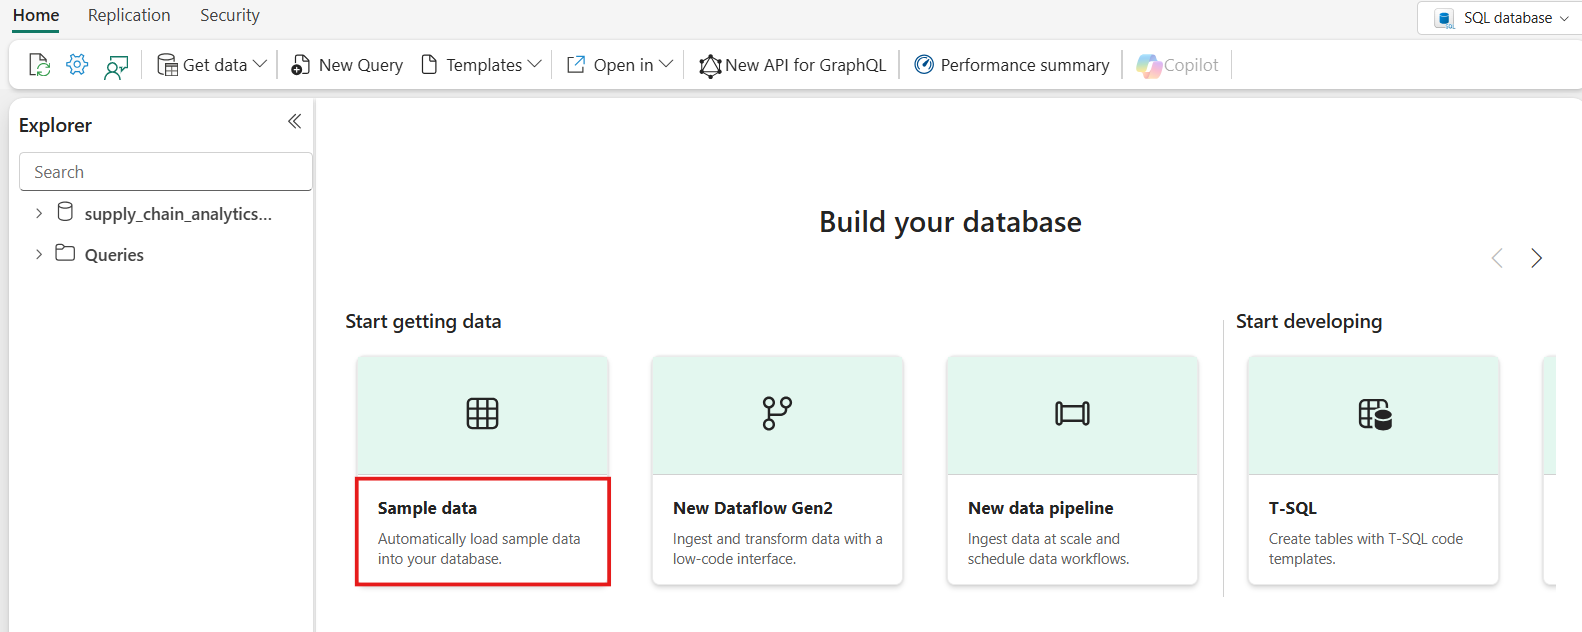 Home Replication Security
SQL database
Get data New Query Templates Open in New API for GraphQL Performance summary Copilot
Explorer
Search
supply_chain_analytics...
Queries
Build your database
Start getting data
Sample data
Automatically load sample data
into your database.
New Dataflow Gen2
Ingest and transform data with a
low-code interface.
New data pipeline
Ingest data at scale and
schedule data workflows.
Start developing
T-SQL
Create tables with T-SQL code
templates.